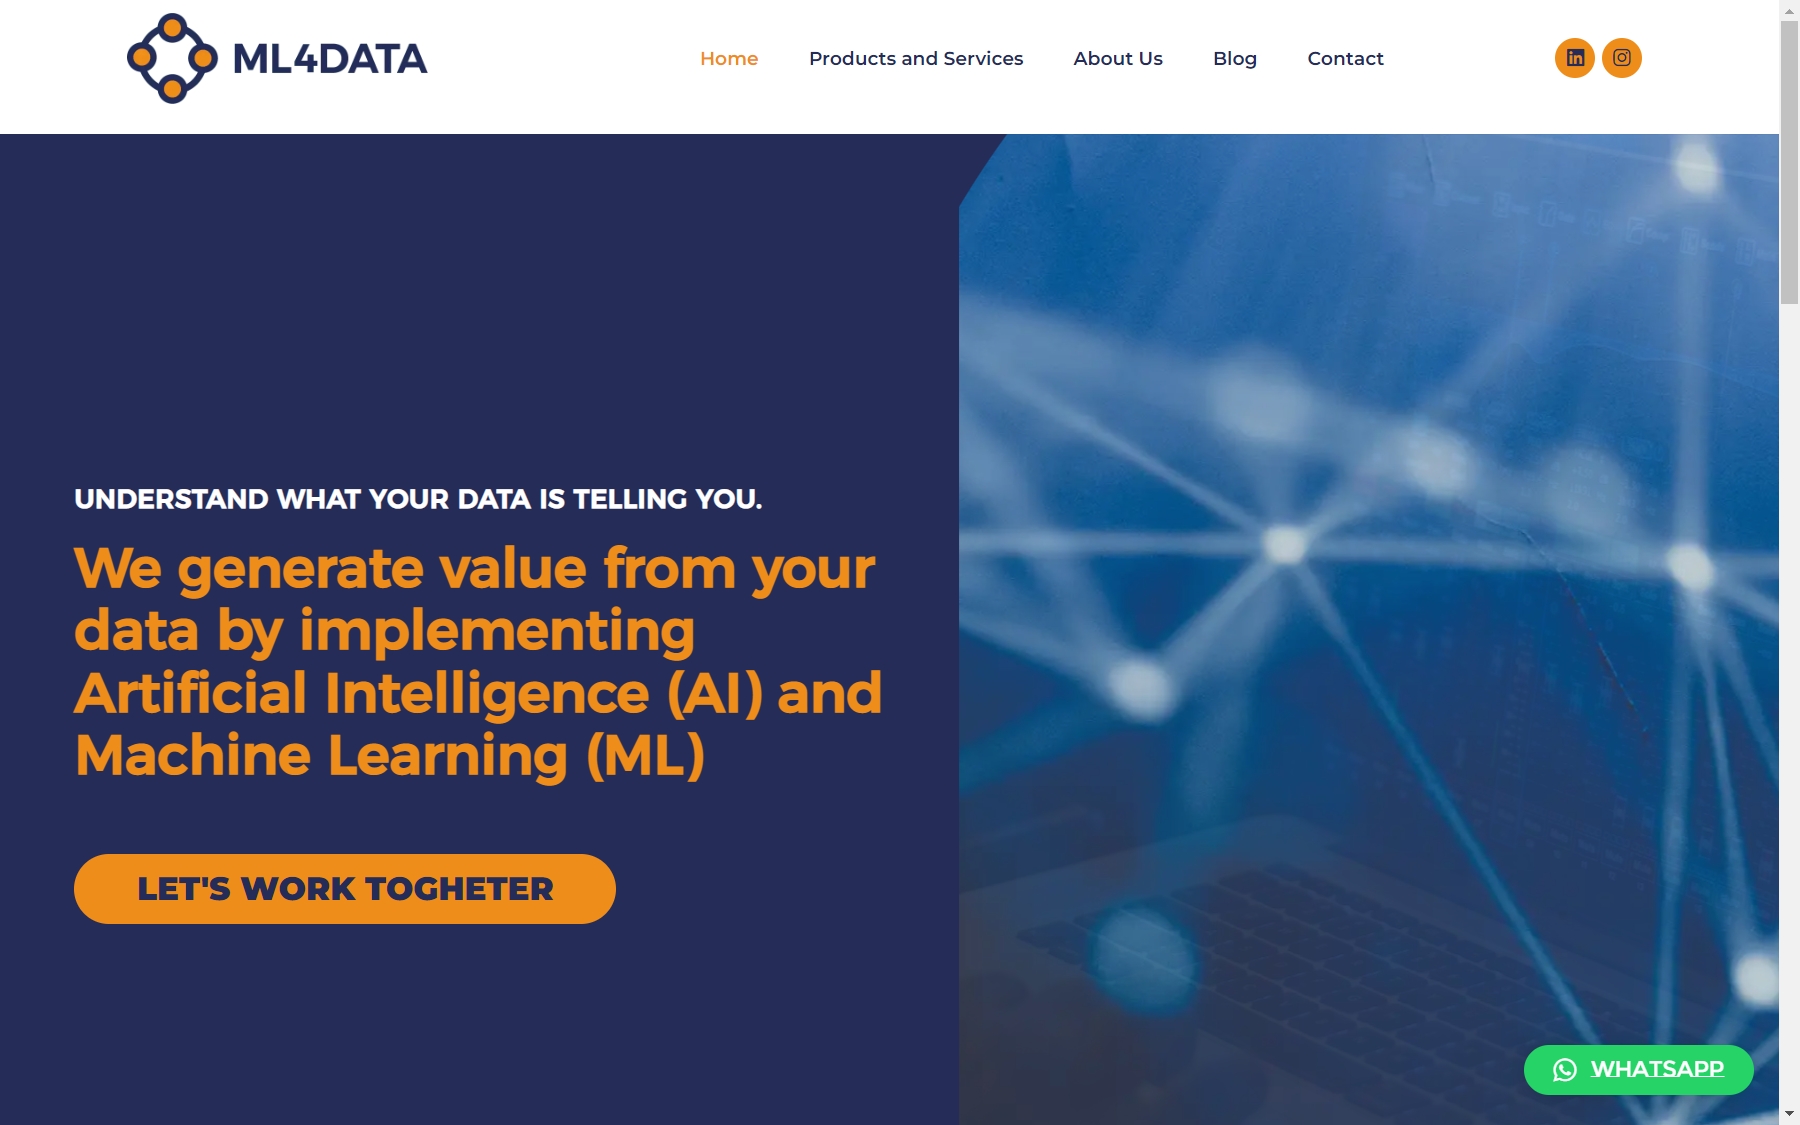 ML4DATA
Home
Products and Services
About Us
Blog
Contact
UNDERSTAND WHAT YOUR DATA IS TELLING YOU.
We generate value from your
data by implementing
Artificial Intelligence (AI) and
Machine Learning (ML)
LET'S WORK TOGHETER
WHATSAPP